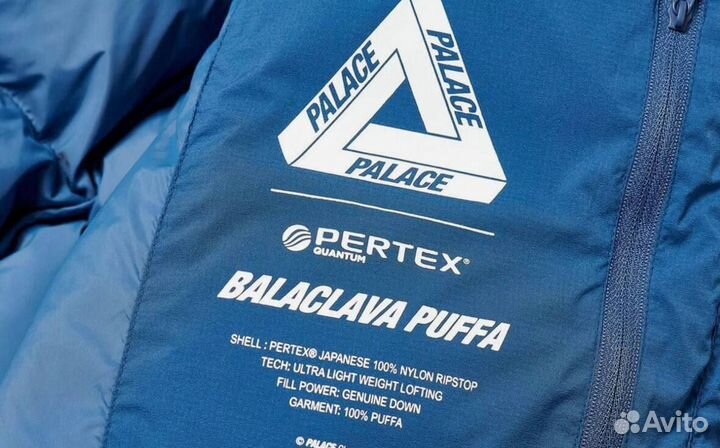 PALACE
PALACE
PALACE
PERTEX®
QUANTUM
BALACLAVA PUFFA
SHELL : PERTEX® JAPANESE 100% NYLON RIPSTOP
TECH: ULTRA LIGHT WEIGHT LOFTING
FILL POWER: GENUINE DOWN
GARMENT: 100% PUFFA
© PALACE
Avito